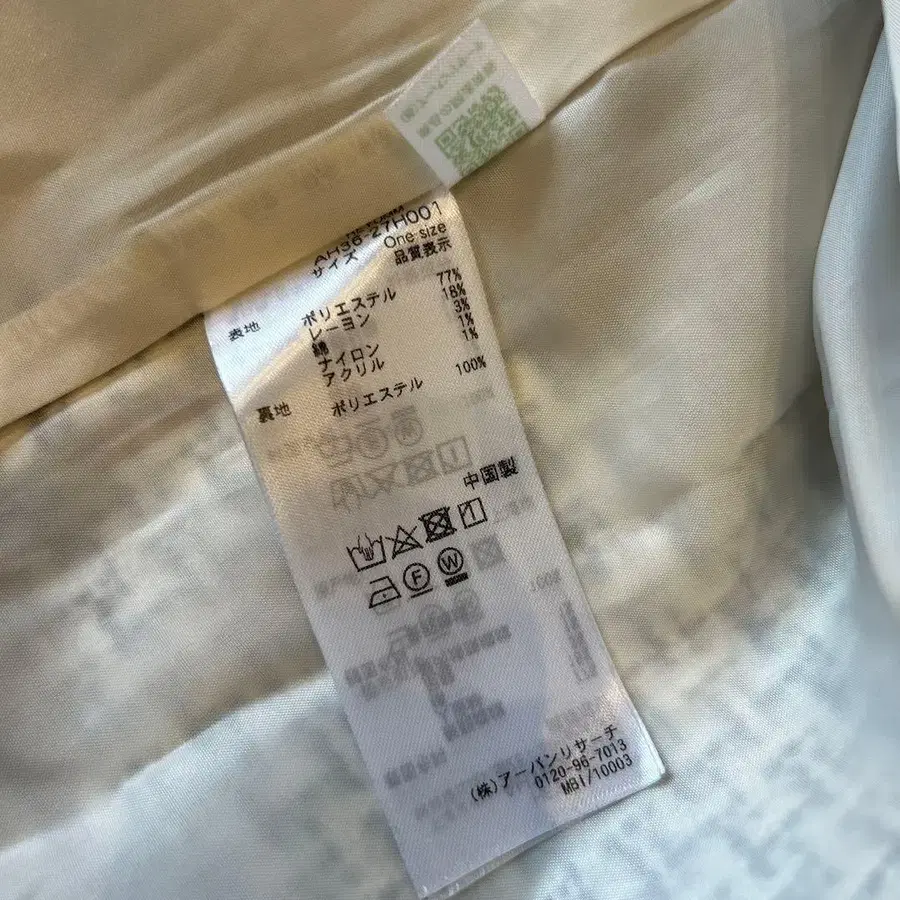 AH36-27H001
サイズ One size
品質表示
表地 ポリエステル 77%
レーヨン 18%
綿 3%
ナイロン 1%
アクリル 1%
裏地 ポリエステル 100%
中国製
F W
(株)アーバンリサーチ
0120-96-7013
MBI/10003